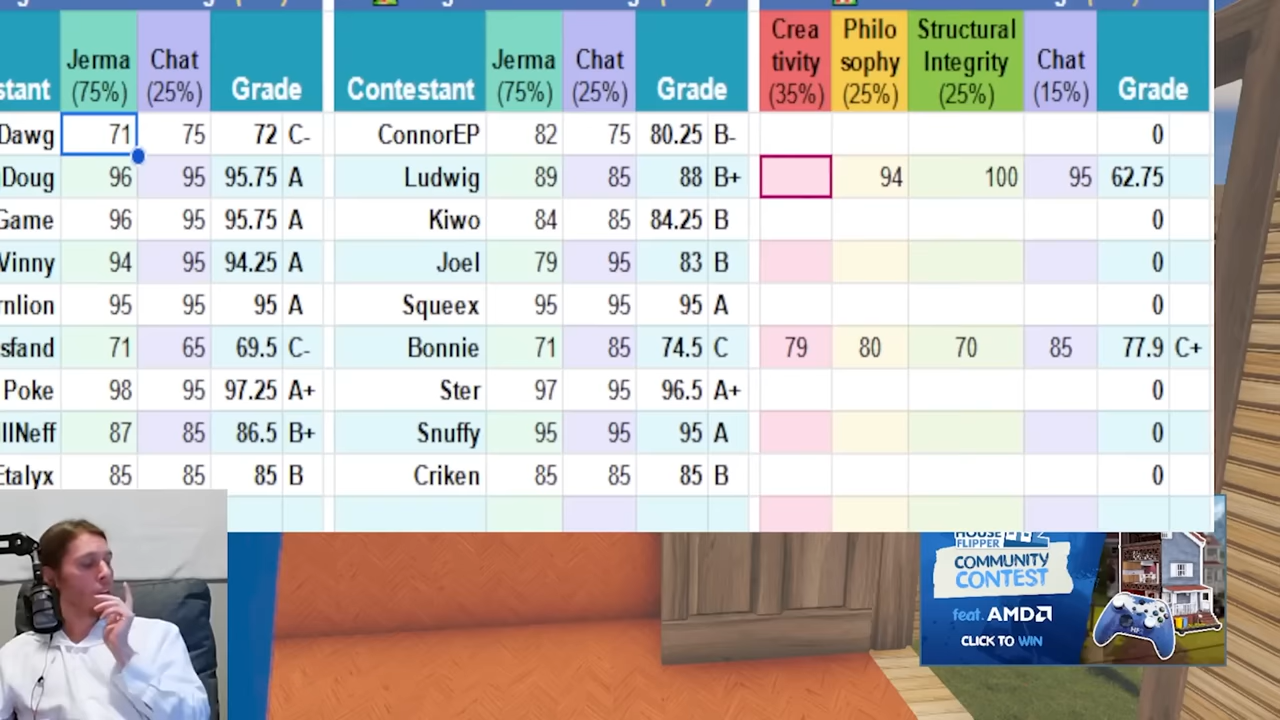 Jerma Chat Jerma Chat Crea Philo Structural Chat
tivity sophy Integrity
(75%) (25%) Grade Contestant (75%) (25%) Grade (35%) (25%) (25%) (15%) Grade
Dawg 71 75 72 C- ConnorEP 82 75 80.25 B- 0
Doug 96 95 95.75 A Ludwig 89 85 88 B+ 94 100 95 62.75
Game 96 95 95.75 A Kiwo 84 85 84.25 B 0
Vinny 94 95 94.25 A Joel 79 95 83 B 0
rnlion 95 95 95 A Squeex 95 95 95 A 0
sfand 71 65 69.5 C- Bonnie 71 85 74.5 C 79 80 70 85 77.9 C+
Poke 98 95 97.25 A+ Ster 97 95 96.5 A+ 0
llNeff 87 85 86.5 B+ Snuffy 95 95 95 A 0
Etalyx 85 85 85 B Criken 85 85 85 B 0
HOUSE
FLIPPER
COMMUNITY
CONTEST
feat. AMD
CLICK TO WIN